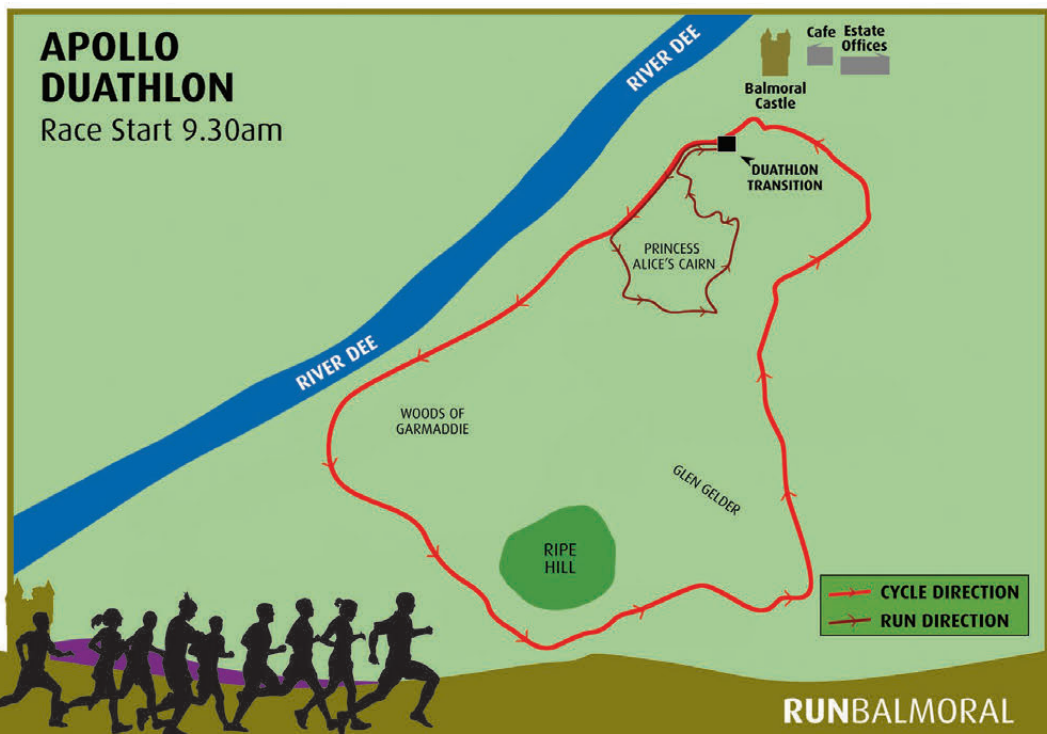 APOLLO
DUATHLON
Race Start 9.30am
RIVER DEE
Cafe
Estate
Offices
Balmoral
Castle
DUATHLON
TRANSITION
PRINCESS
ALICE'S CAIRN
RIVER DEE
WOODS OF
GARMADDIE
GLEN GELDER
RIPE
HILL
CYCLE DIRECTION
RUN DIRECTION
RUNBALMORAL